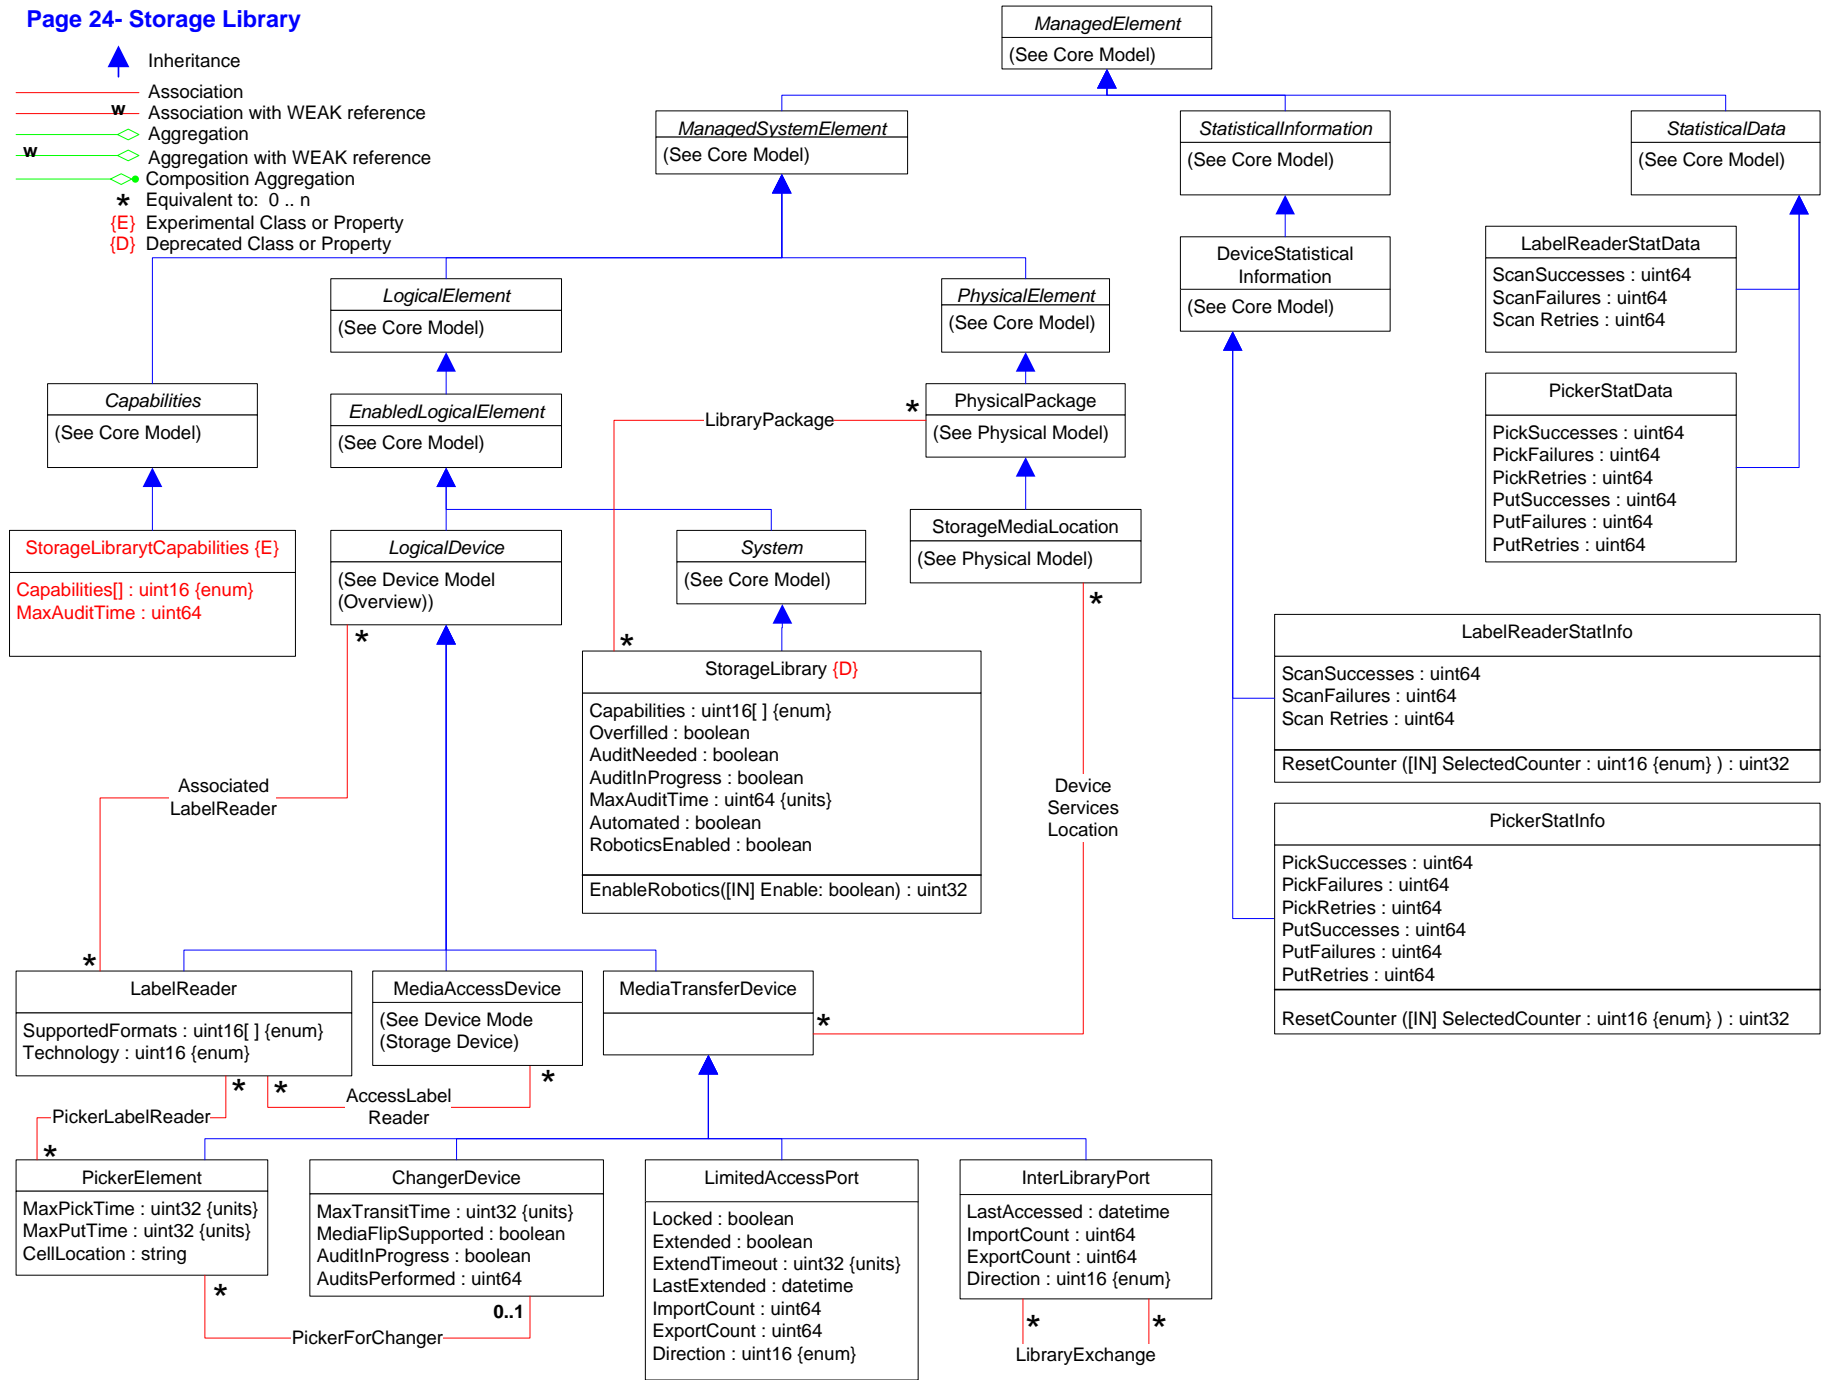 Page 24- Storage Library
Inheritance
Association
w Association with WEAK reference
Aggregation
w Aggregation with WEAK reference
Composition Aggregation
* Equivalent to: 0 .. n
{E} Experimental Class or Property
{D} Deprecated Class or Property
ManagedElement
(See Core Model)
ManagedSystemElement
(See Core Model)
StatisticalInformation
(See Core Model)
StatisticalData
(See Core Model)
LogicalElement
(See Core Model)
PhysicalElement
(See Core Model)
DeviceStatistical
Information
(See Core Model)
LabelReaderStatData
ScanSuccesses : uint64
ScanFailures : uint64
Scan Retries : uint64
Capabilities
(See Core Model)
EnabledLogicalElement
(See Core Model)
LibraryPackage
*
*
PhysicalPackage
(See Physical Model)
PickerStatData
PickSuccesses : uint64
PickFailures : uint64
PickRetries : uint64
PutSuccesses : uint64
PutFailures : uint64
PutRetries : uint64
StorageLibrarytCapabilities {E}
Capabilities[] : uint16 {enum}
MaxAuditTime : uint64
LogicalDevice
(See Device Model
(Overview))
*
System
(See Core Model)
StorageMediaLocation
(See Physical Model)
*
StorageLibrary {D}
Capabilities : uint16[ ] {enum}
Overfilled : boolean
AuditNeeded : boolean
AuditInProgress : boolean
MaxAuditTime : uint64 {units}
Automated : boolean
RoboticsEnabled : boolean
EnableRobotics([IN] Enable: boolean) : uint32
LabelReaderStatInfo
ScanSuccesses : uint64
ScanFailures : uint64
Scan Retries : uint64
ResetCounter ([IN] SelectedCounter : uint16 {enum} ) : uint32
Associated
LabelReader
*
Device
Services
Location
*
PickerStatInfo
PickSuccesses : uint64
PickFailures : uint64
PickRetries : uint64
PutSuccesses : uint64
PutFailures : uint64
PutRetries : uint64
ResetCounter ([IN] SelectedCounter : uint16 {enum} ) : uint32
LabelReader
SupportedFormats : uint16[ ] {enum}
Technology : uint16 {enum}
MediaAccessDevice
(See Device Mode
(Storage Device)
MediaTransferDevice
*
*
*
AccessLabel
Reader
PickerLabelReader
*
PickerElement
MaxPickTime : uint32 {units}
MaxPutTime : uint32 {units}
CellLocation : string
ChangerDevice
MaxTransitTime : uint32 {units}
MediaFlipSupported : boolean
AuditInProgress : boolean
AuditsPerformed : uint64
LimitedAccessPort
Locked : boolean
Extended : boolean
ExtendTimeout : uint32 {units}
LastExtended : datetime
ImportCount : uint64
ExportCount : uint64
Direction : uint16 {enum}
InterLibraryPort
LastAccessed : datetime
ImportCount : uint64
ExportCount : uint64
Direction : uint16 {enum}
*
0..1
PickerForChanger
*
*
LibraryExchange